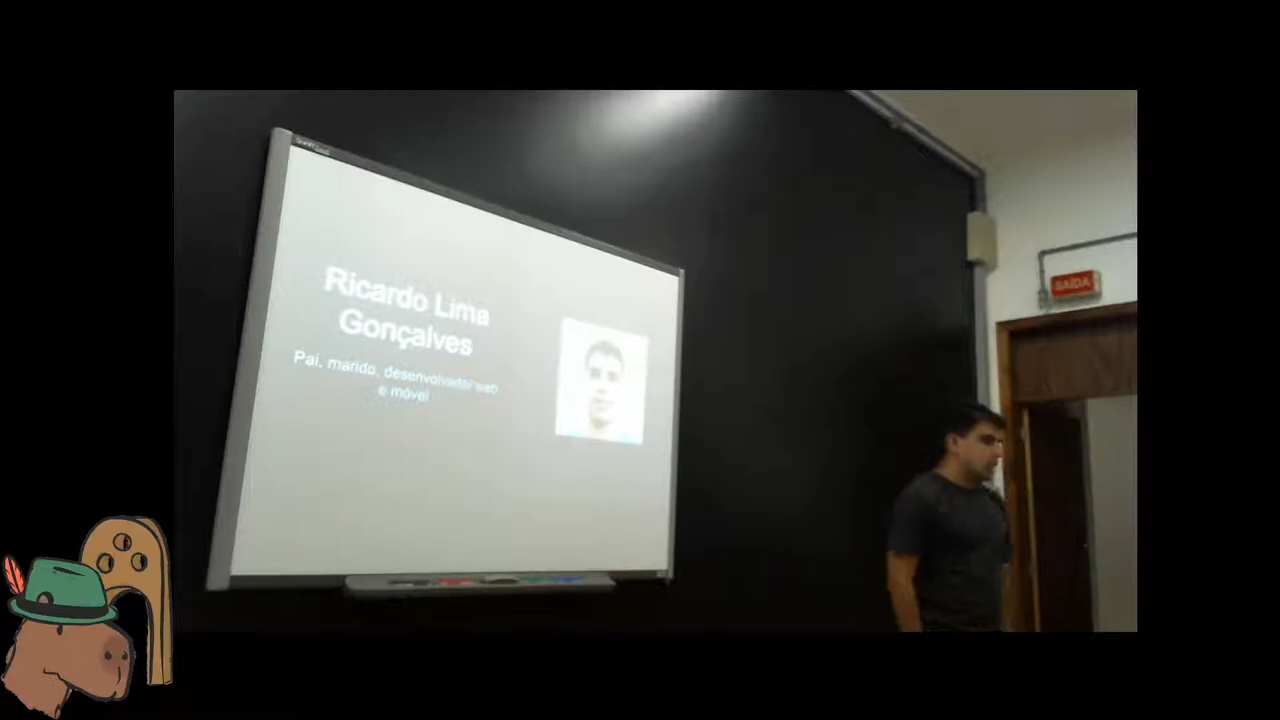 Ricardo Lima
Gonçalves
Pai, marido, desenvolvedor web
e móvel
SAÍDA